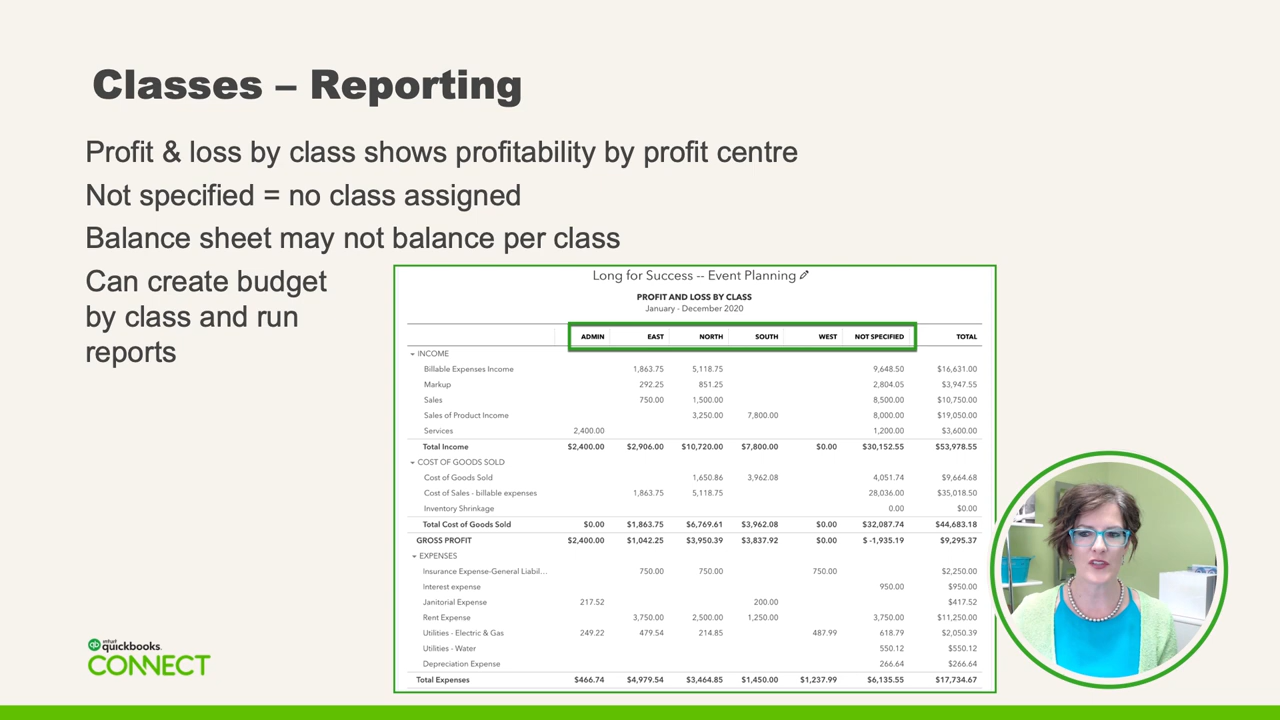 Classes – Reporting
Profit & loss by class shows profitability by profit centre
Not specified = no class assigned
Balance sheet may not balance per class
Can create budget
by class and run
reports
Long for Success -- Event Planning
PROFIT AND LOSS BY CLASS
January - December 2020
ADMIN EAST NORTH SOUTH WEST NOT SPECIFIED TOTAL
INCOME
Billable Expenses Income 1,863.75 5,118.75 9,648.50 $16,631.00
Markup 292.25 851.25 2,804.05 $3,947.55
Sales 750.00 1,500.00 8,500.00 $10,750.00
Sales of Product Income 3,250.00 7,800.00 8,000.00 $19,050.00
Services 2,400.00 1,200.00 $3,600.00
Total Income $2,400.00 $2,906.00 $10,720.00 $7,800.00 $0.00 $30,152.55 $53,978.55
COST OF GOODS SOLD
Cost of Goods Sold 1,650.86 3,962.08 4,051.74 $9,664.68
Cost of Sales - billable expenses 1,863.75 5,118.75 28,036.00 $35,018.50
Inventory Shrinkage 0.00 $0.00
Total Cost of Goods Sold $0.00 $1,863.75 $6,769.61 $3,962.08 $0.00 $32,087.74 $44,683.18
GROSS PROFIT $2,400.00 $1,042.25 $3,950.39 $3,837.92 $0.00 $ -1,935.19 $9,295.37
EXPENSES
Insurance Expense-General Liabil... 750.00 750.00 750.00 $2,250.00
Interest expense 950.00 $950.00
Janitorial Expense 217.52 200.00 $417.52
Rent Expense 3,750.00 2,500.00 1,250.00 3,750.00 $11,250.00
Utilities - Electric & Gas 249.22 479.54 214.85 487.99 618.79 $2,050.39
Utilities - Water 550.12 $550.12
Depreciation Expense 266.64 $266.64
Total Expenses $466.74 $4,979.54 $3,464.85 $1,450.00 $1,237.99 $6,135.55 $17,734.67
qb intuit
quickbooks.
CONNECT